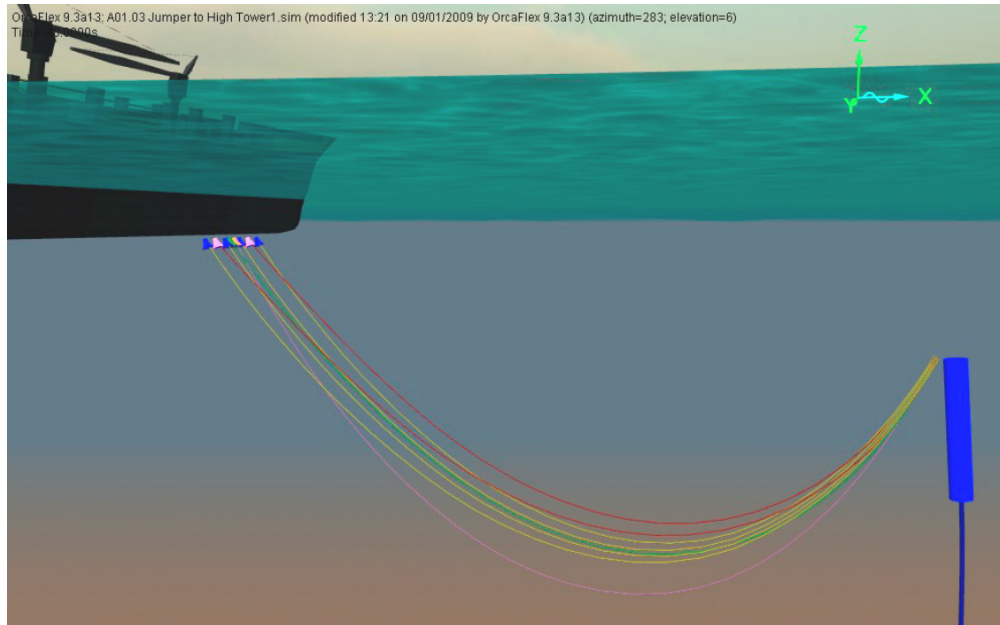 OrcaFlex 9.3a13: A01.03 Jumper to High Tower1.sim (modified 13:21 on 09/01/2009 by OrcaFlex 9.3a13) (azimuth=283; elevation=6)
Z
X
Y